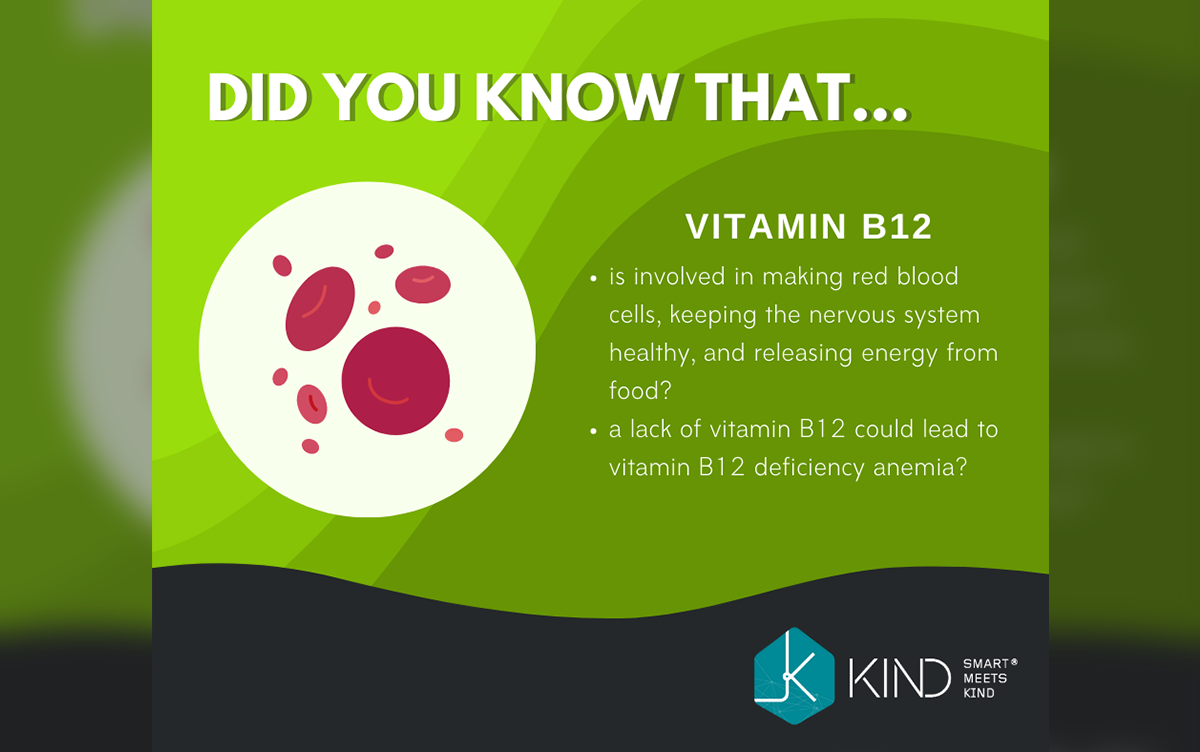 DID YOU KNOW THAT...
VITAMIN B12
• is involved in making red blood
cells, keeping the nervous system
healthy, and releasing energy from
food?
• a lack of vitamin B12 could lead to
vitamin B12 deficiency anemia?
KIND
SMART®
MEETS
KIND